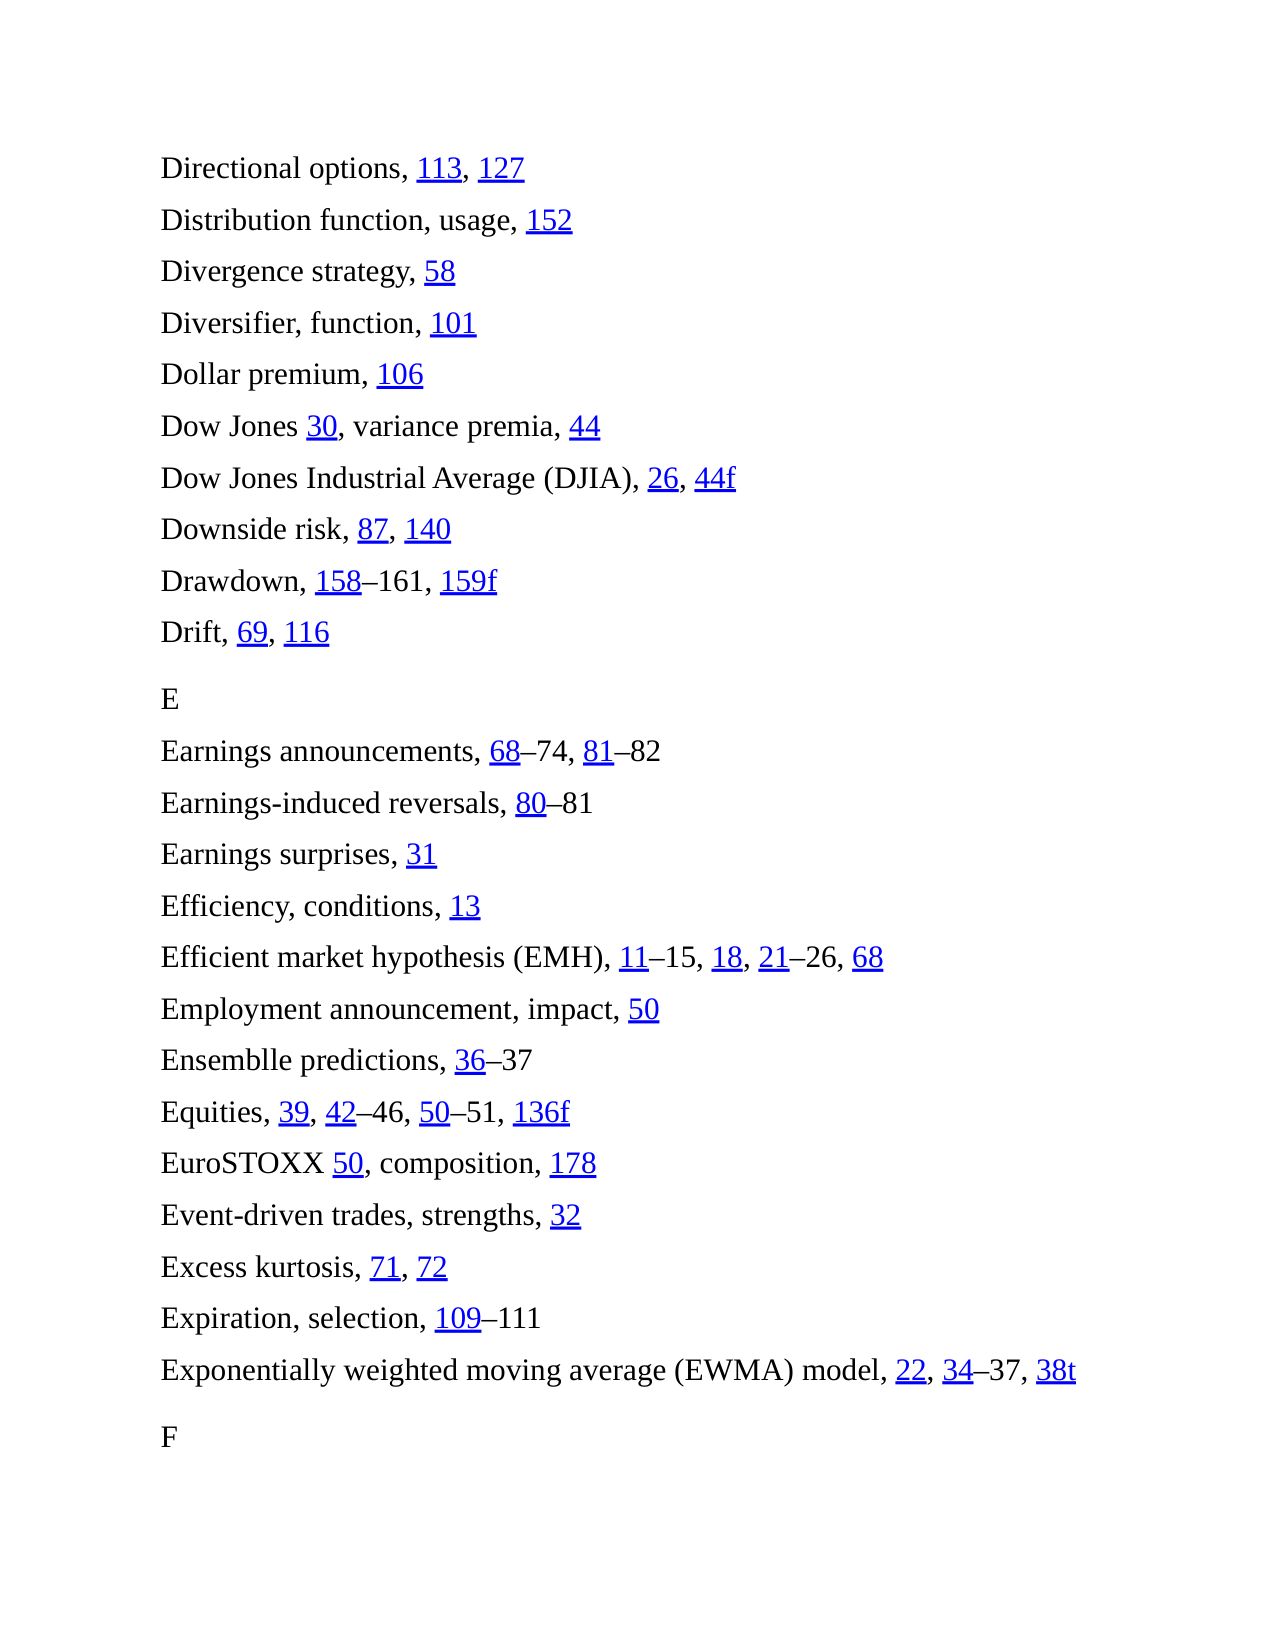 Directional options, 113, 127
Distribution function, usage, 152
Divergence strategy, 58
Diversifier, function, 101
Dollar premium, 106
Dow Jones 30, variance premia, 44
Dow Jones Industrial Average (DJIA), 26, 44f
Downside risk, 87, 140
Drawdown, 158–161, 159f
Drift, 69, 116
E
Earnings announcements, 68–74, 81–82
Earnings-induced reversals, 80–81
Earnings surprises, 31
Efficiency, conditions, 13
Efficient market hypothesis (EMH), 11–15, 18, 21–26, 68
Employment announcement, impact, 50
Ensemblle predictions, 36–37
Equities, 39, 42–46, 50–51, 136f
EuroSTOXX 50, composition, 178
Event-driven trades, strengths, 32
Excess kurtosis, 71, 72
Expiration, selection, 109–111
Exponentially weighted moving average (EWMA) model, 22, 34–37, 38t
F